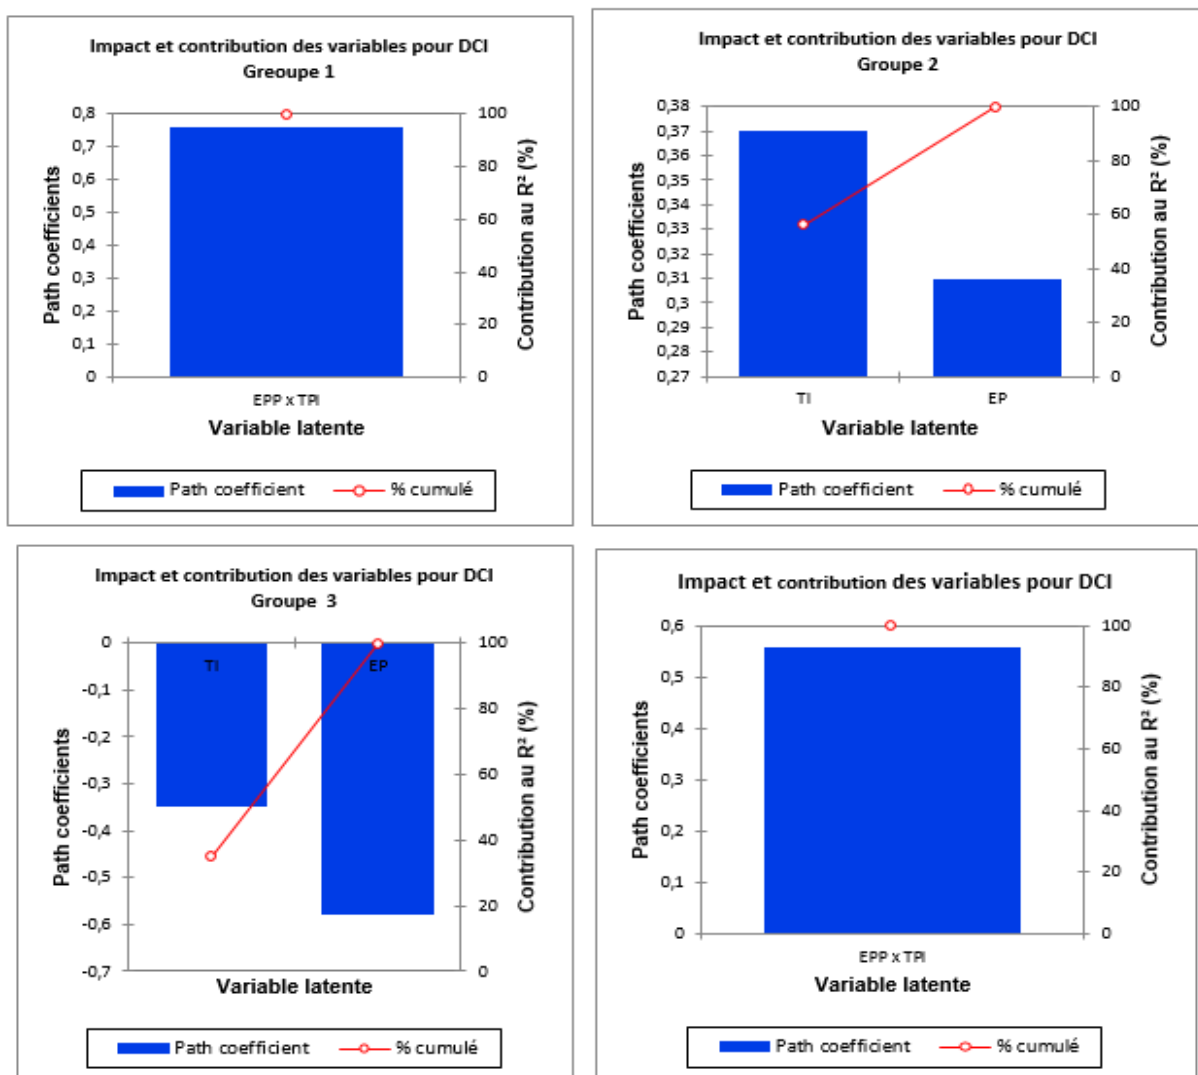 Impact et contribution des variables pour DCI
Greoupe 1
0,8
0,7
0,6
0,5
0,4
0,3
0,2
0,1
0
Path coefficients
100
80
60
40
20
0
Contribution au R² (%)
EPP x TPI
Variable latente
Path coefficient % cumulé
Impact et contribution des variables pour DCI
Groupe 2
0,38
0,37
0,36
0,35
0,34
0,33
0,32
0,31
0,3
0,29
0,28
0,27
Path coefficients
100
80
60
40
20
0
Contribution au R² (%)
TI EP
Variable latente
Path coefficient % cumulé
Impact et contribution des variables pour DCI
Groupe 3
0
-0,1
-0,2
-0,3
-0,4
-0,5
-0,6
-0,7
Path coefficients
100
80
60
40
20
0
Contribution au R² (%)
TI EP
Variable latente
Path coefficient % cumulé
Impact et contribution des variables pour DCI
0,6
0,5
0,4
0,3
0,2
0,1
0
Path coefficients
100
80
60
40
20
0
Contribution au R² (%)
EPP x TPI
Variable latente
Path coefficient % cumulé